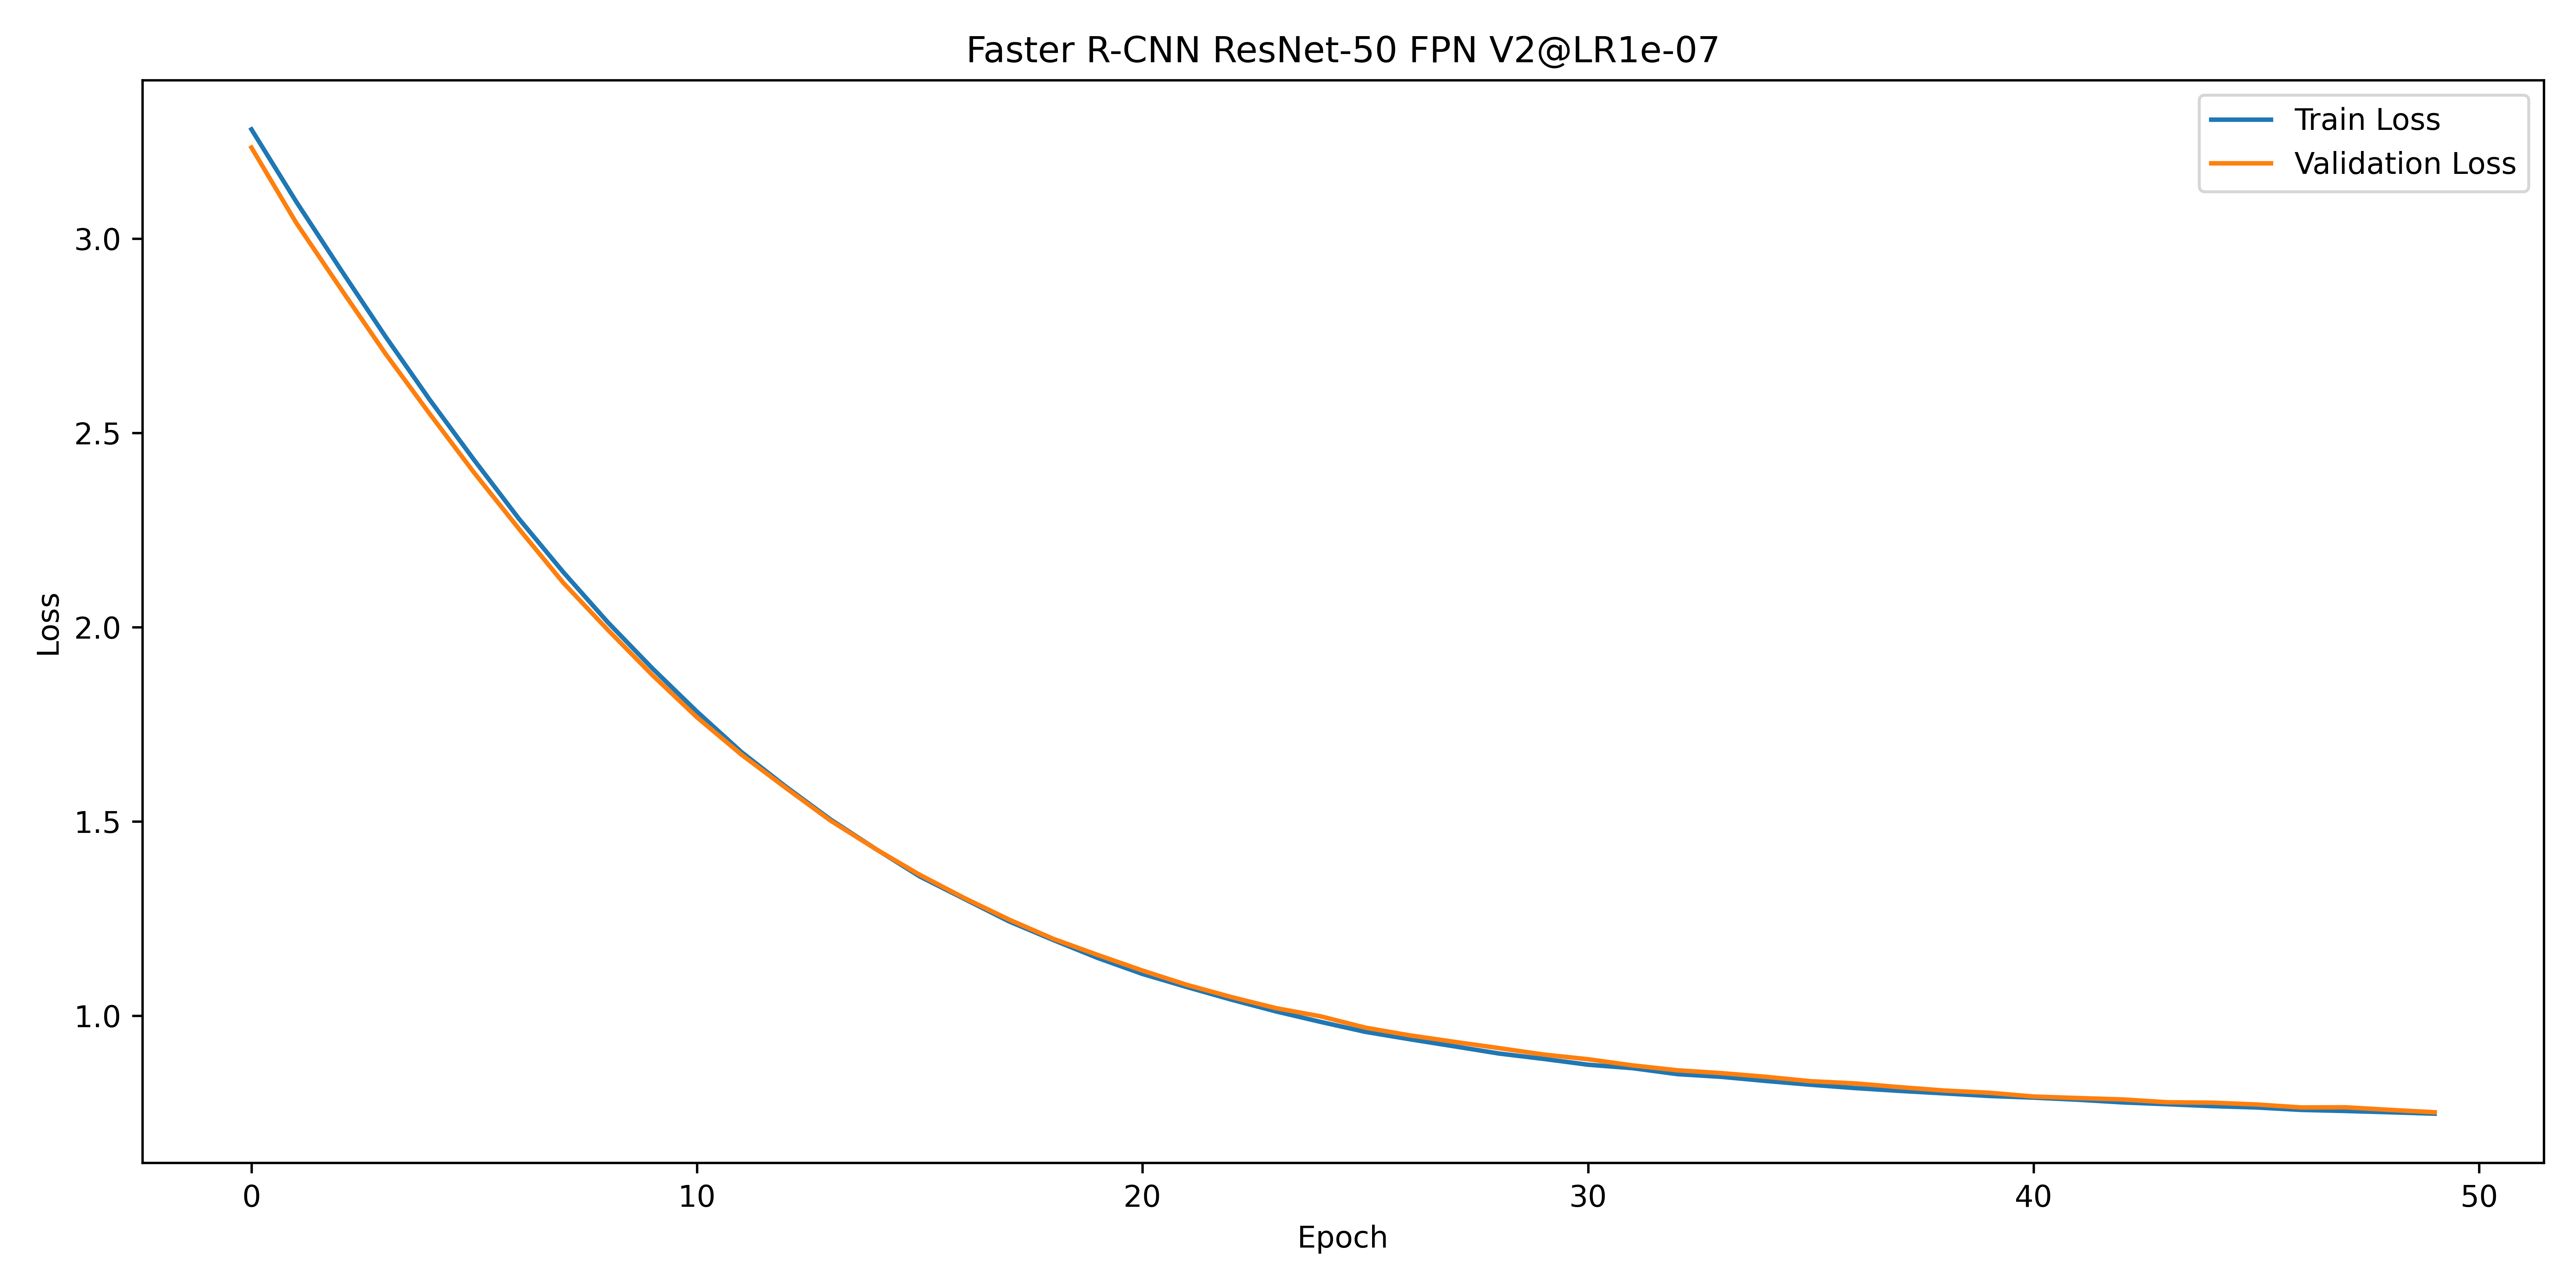 Faster R-CNN ResNet-50 FPN V2@LR1e-07
Train Loss
Validation Loss
3.0
2.5
2.0
1.5
1.0
Loss
0 10 20 30 40 50
Epoch